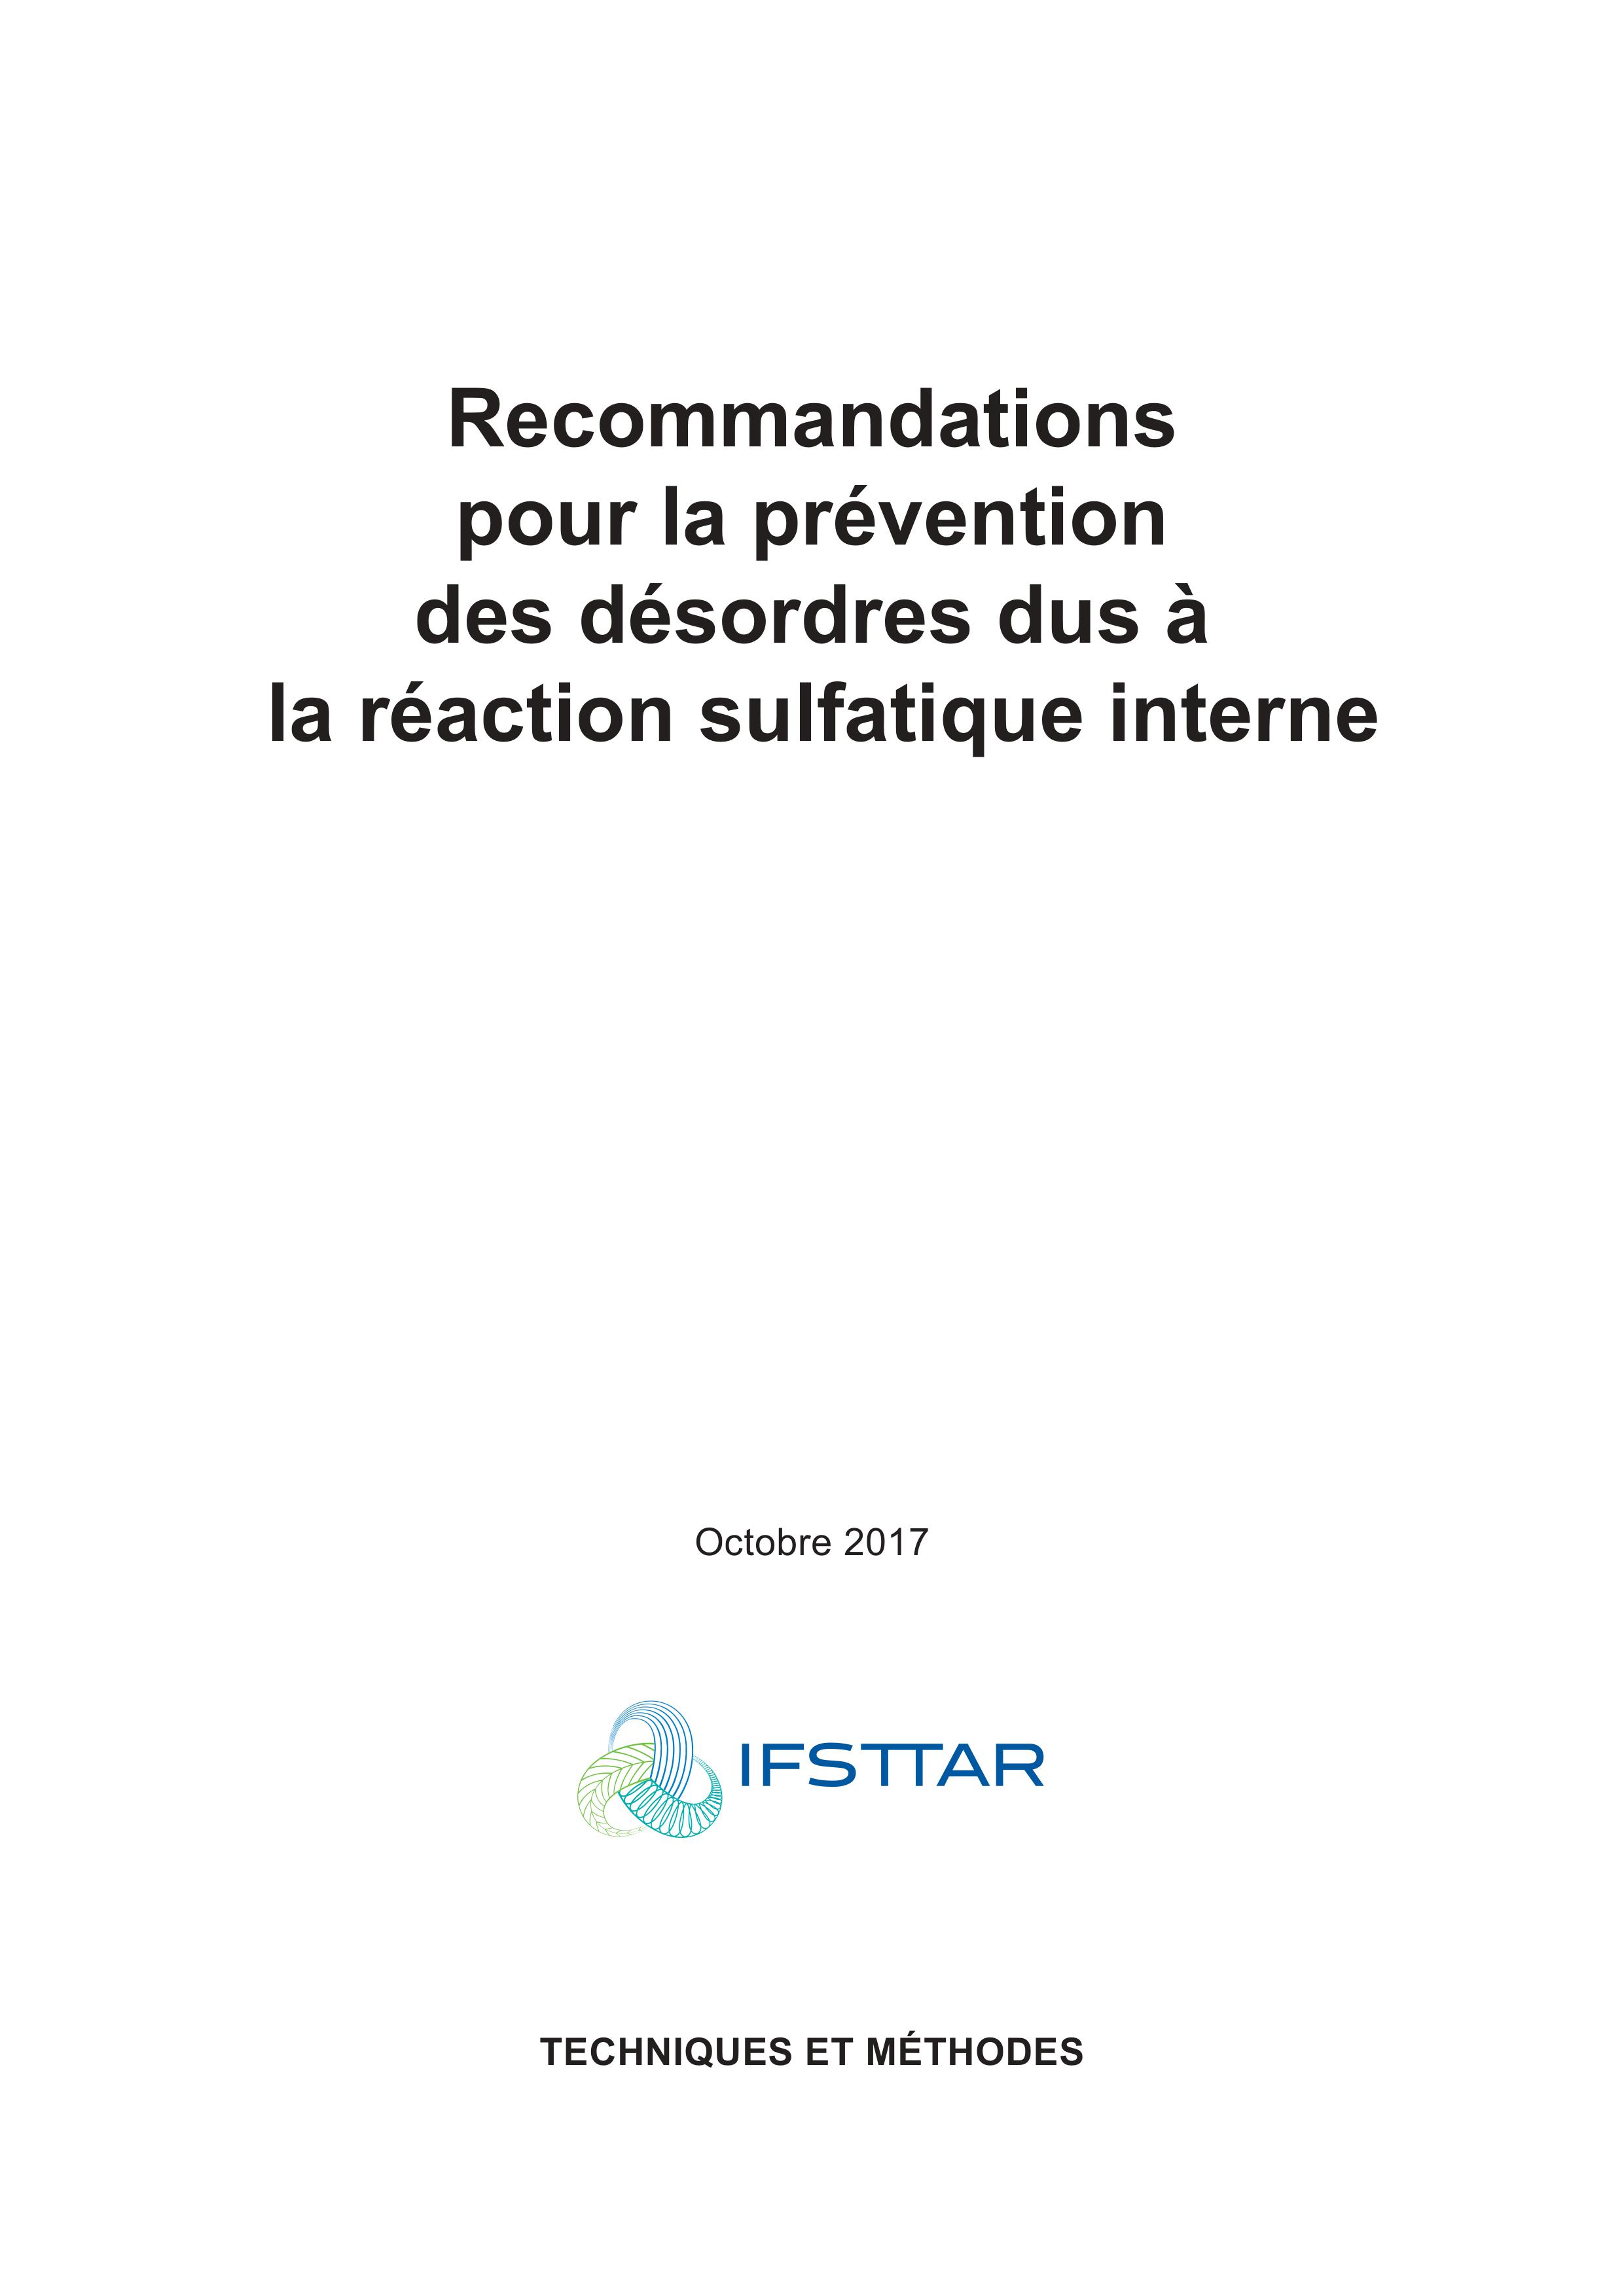 Recommandations
pour la prévention
des désordres dus à
la réaction sulfatique interne
Octobre 2017
IFSTTAR
TECHNIQUES ET MÉTHODES